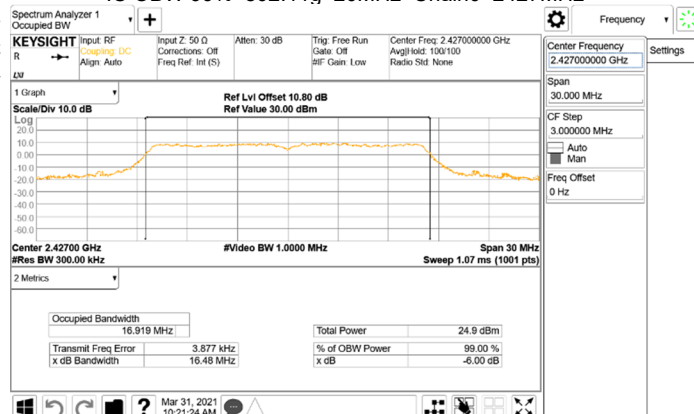 Spectrum Analyzer 1
Occupied BW
Frequency
KEYSIGHT
Input: RF
Coupling: DC
Align: Auto
Input Z: 50 Ω
Corrections: Off
Freq Ref: Int (S)
Atten: 30 dB
Trig: Free Run
Gate: Off
#IF Gain: Low
Center Freq: 2.427000000 GHz
Avg|Hold: 100/100
Radio Std: None
R
LXI
Center Frequency
2.427000000 GHz
Settings
Span
30.000 MHz
CF Step
3.000000 MHz
Auto
Man
Freq Offset
0 Hz
1 Graph
Scale/Div 10.0 dB
Ref Lvl Offset 10.80 dB
Ref Value 30.00 dBm
Log
20.0
10.0
0.00
-10.0
-20.0
-30.0
-40.0
-50.0
-60.0
Center 2.42700 GHz
#Video BW 1.0000 MHz
Span 30 MHz
#Res BW 300.00 kHz
Sweep 1.07 ms (1001 pts)
2 Metrics
Occupied Bandwidth
16.919 MHz
Total Power 24.9 dBm
Transmit Freq Error 3.877 kHz
% of OBW Power 99.00 %
x dB Bandwidth 16.48 MHz
x dB -6.00 dB
?
Mar 31, 2021
10:21:24 AM